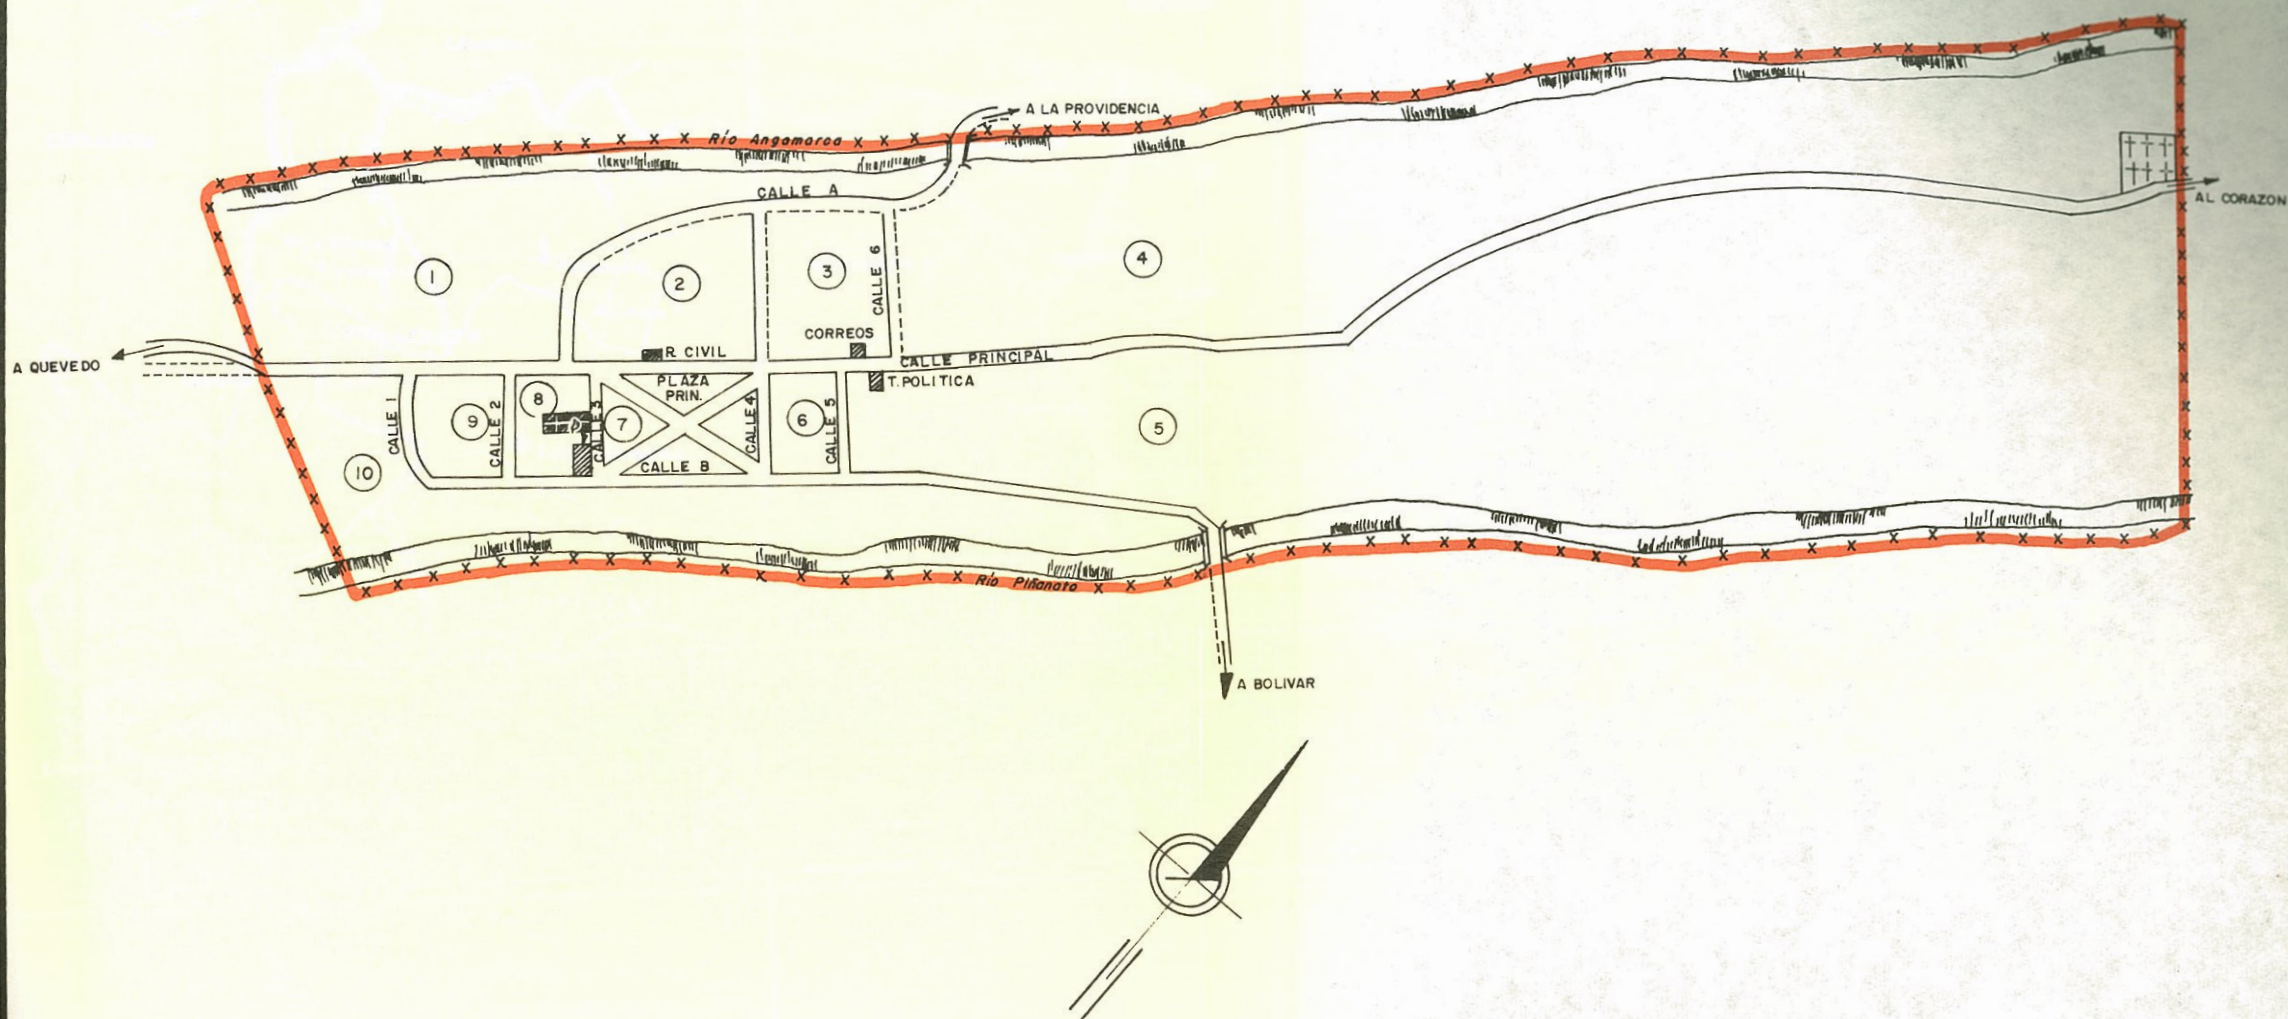 A LA PROVIDENCIA
Río Angamarca
CALLE A
AL CORAZON
1
2
3
CALLE 6
4
CORREOS
R. CIVIL
CALLE PRINCIPAL
A QUEVEDO
PLAZA
PRIN.
T. POLITICA
CALLE 1
9
CALLE 2
8
CALLE 3
7
CALLE 4
6
CALLE 5
5
10
CALLE B
Río Piñanato
A BOLIVAR